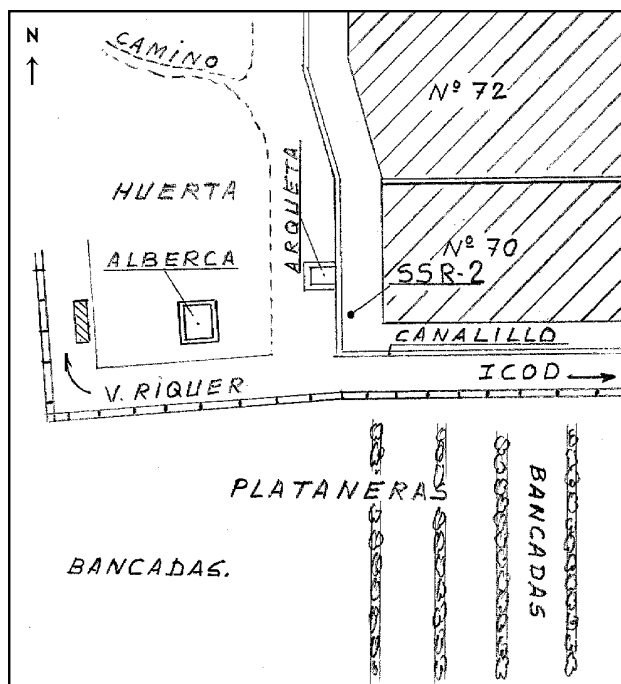 N
CAMINO
Nº 72
HUERTA
ARQUETA
Nº 70
ALBERCA
SSR-2
CANALILLO
ICOD
V. RIQUER
PLATANERAS
BANCADAS
BANCADAS.